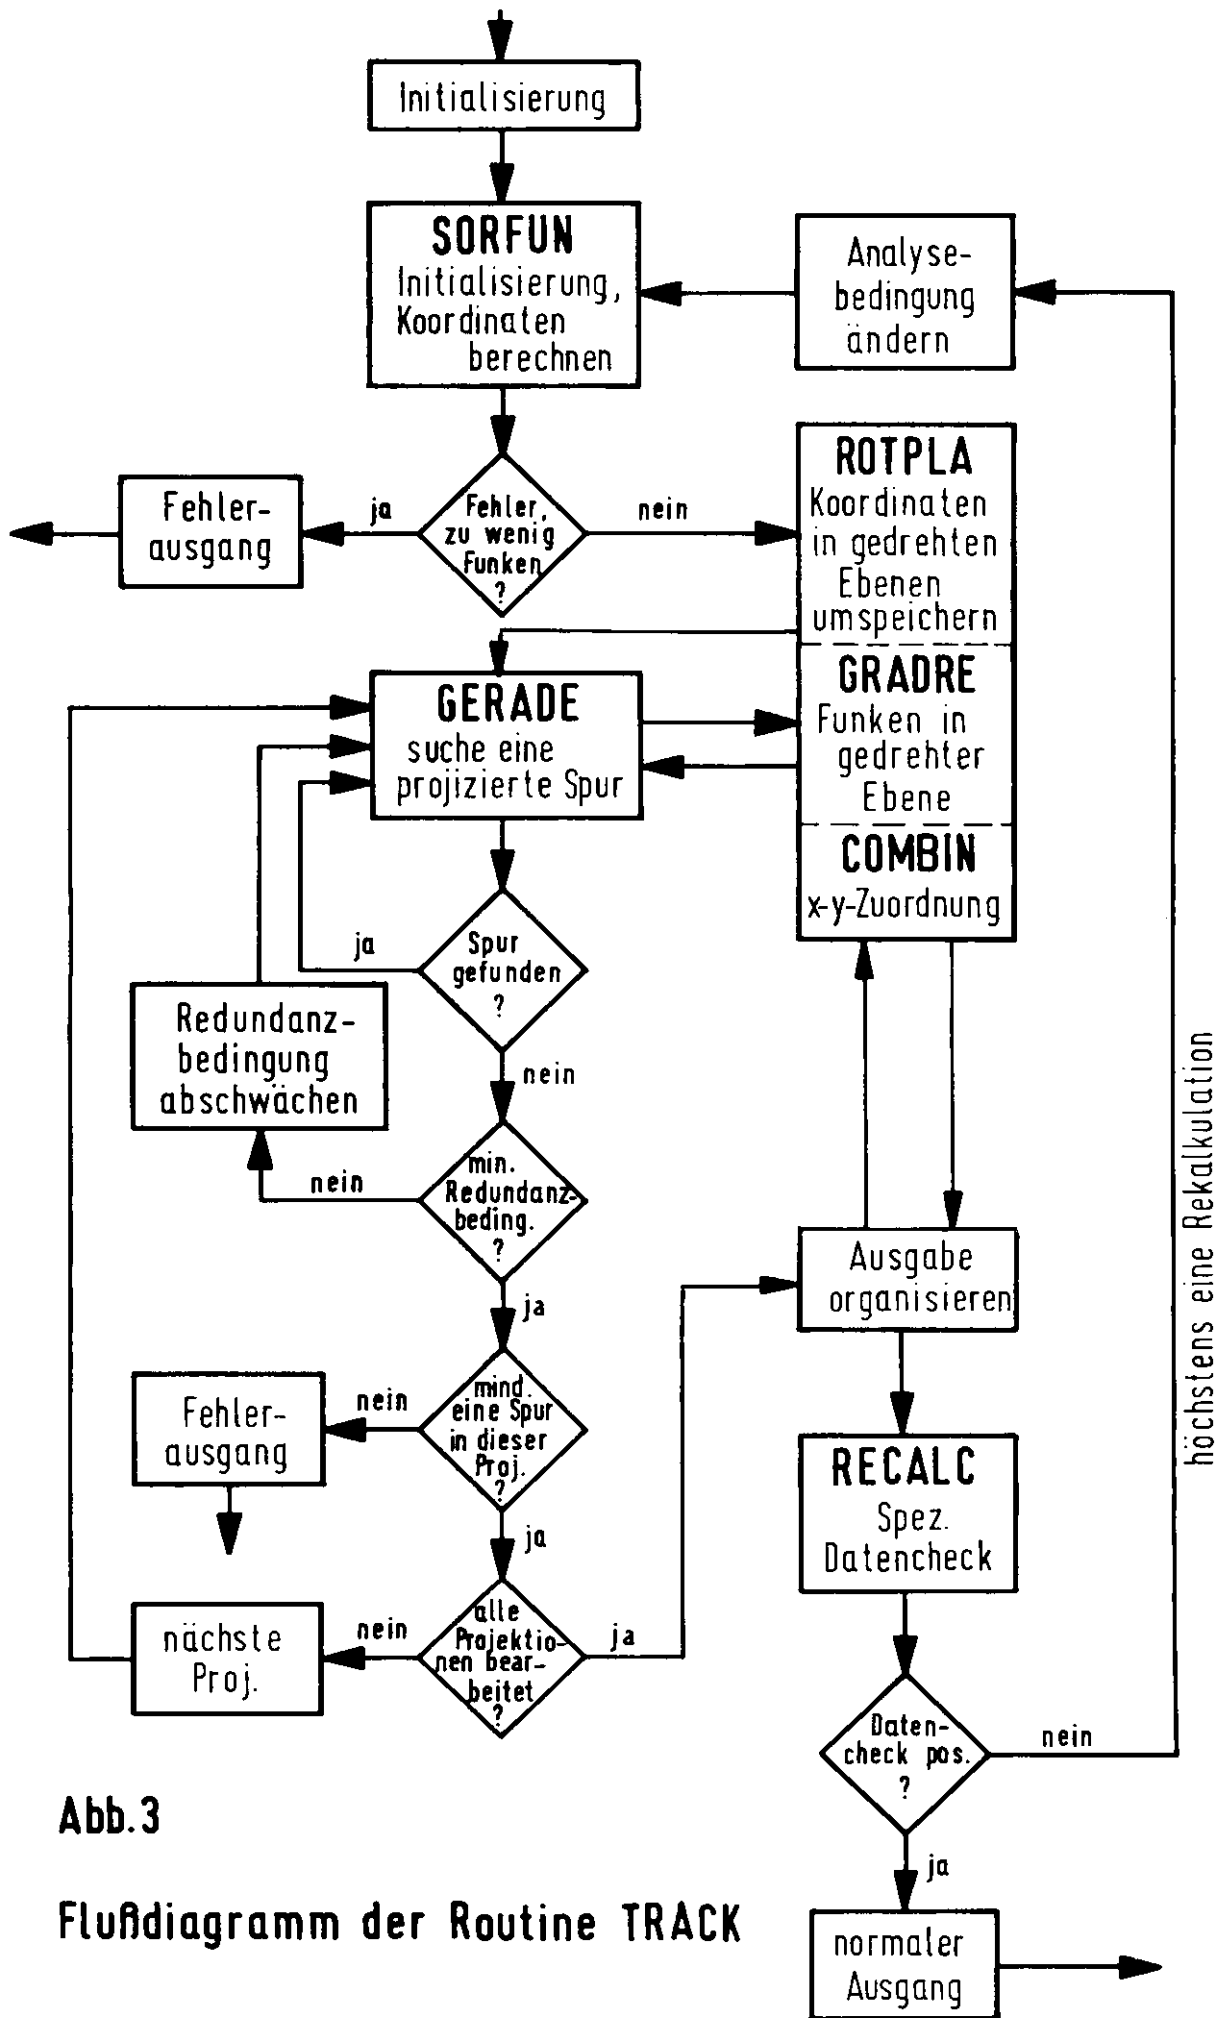 Initialisierung
SORFUN
Initialisierung,
Koordinaten
berechnen
Analyse-
bedingung
ändern
Fehler-
ausgang
ja
Fehler,
zu wenig
Funken
?
nein
ROTPLA
Koordinaten
in gedrehten
Ebenen
umspeichern
GERADE
suche eine
projizierte Spur
GRADRE
Funken in
gedrehter
Ebene
COMBIN
x-y-Zuordnung
ja
Spur
gefunden
?
nein
Redundanz-
bedingung
abschwächen
nein
min.
Redundanz-
beding.
?
ja
Fehler-
ausgang
nein
mind.
eine Spur
in dieser
Proj.
?
ja
nächste
Proj.
nein
alle
Projektio-
nen bear-
beitet
?
ja
Ausgabe
organisieren
RECALC
Spez.
Datencheck
Daten-
check pos.
?
nein
höchstens eine Rekalkulation
ja
normaler
Ausgang
Abb.3
Flußdiagramm der Routine TRACK